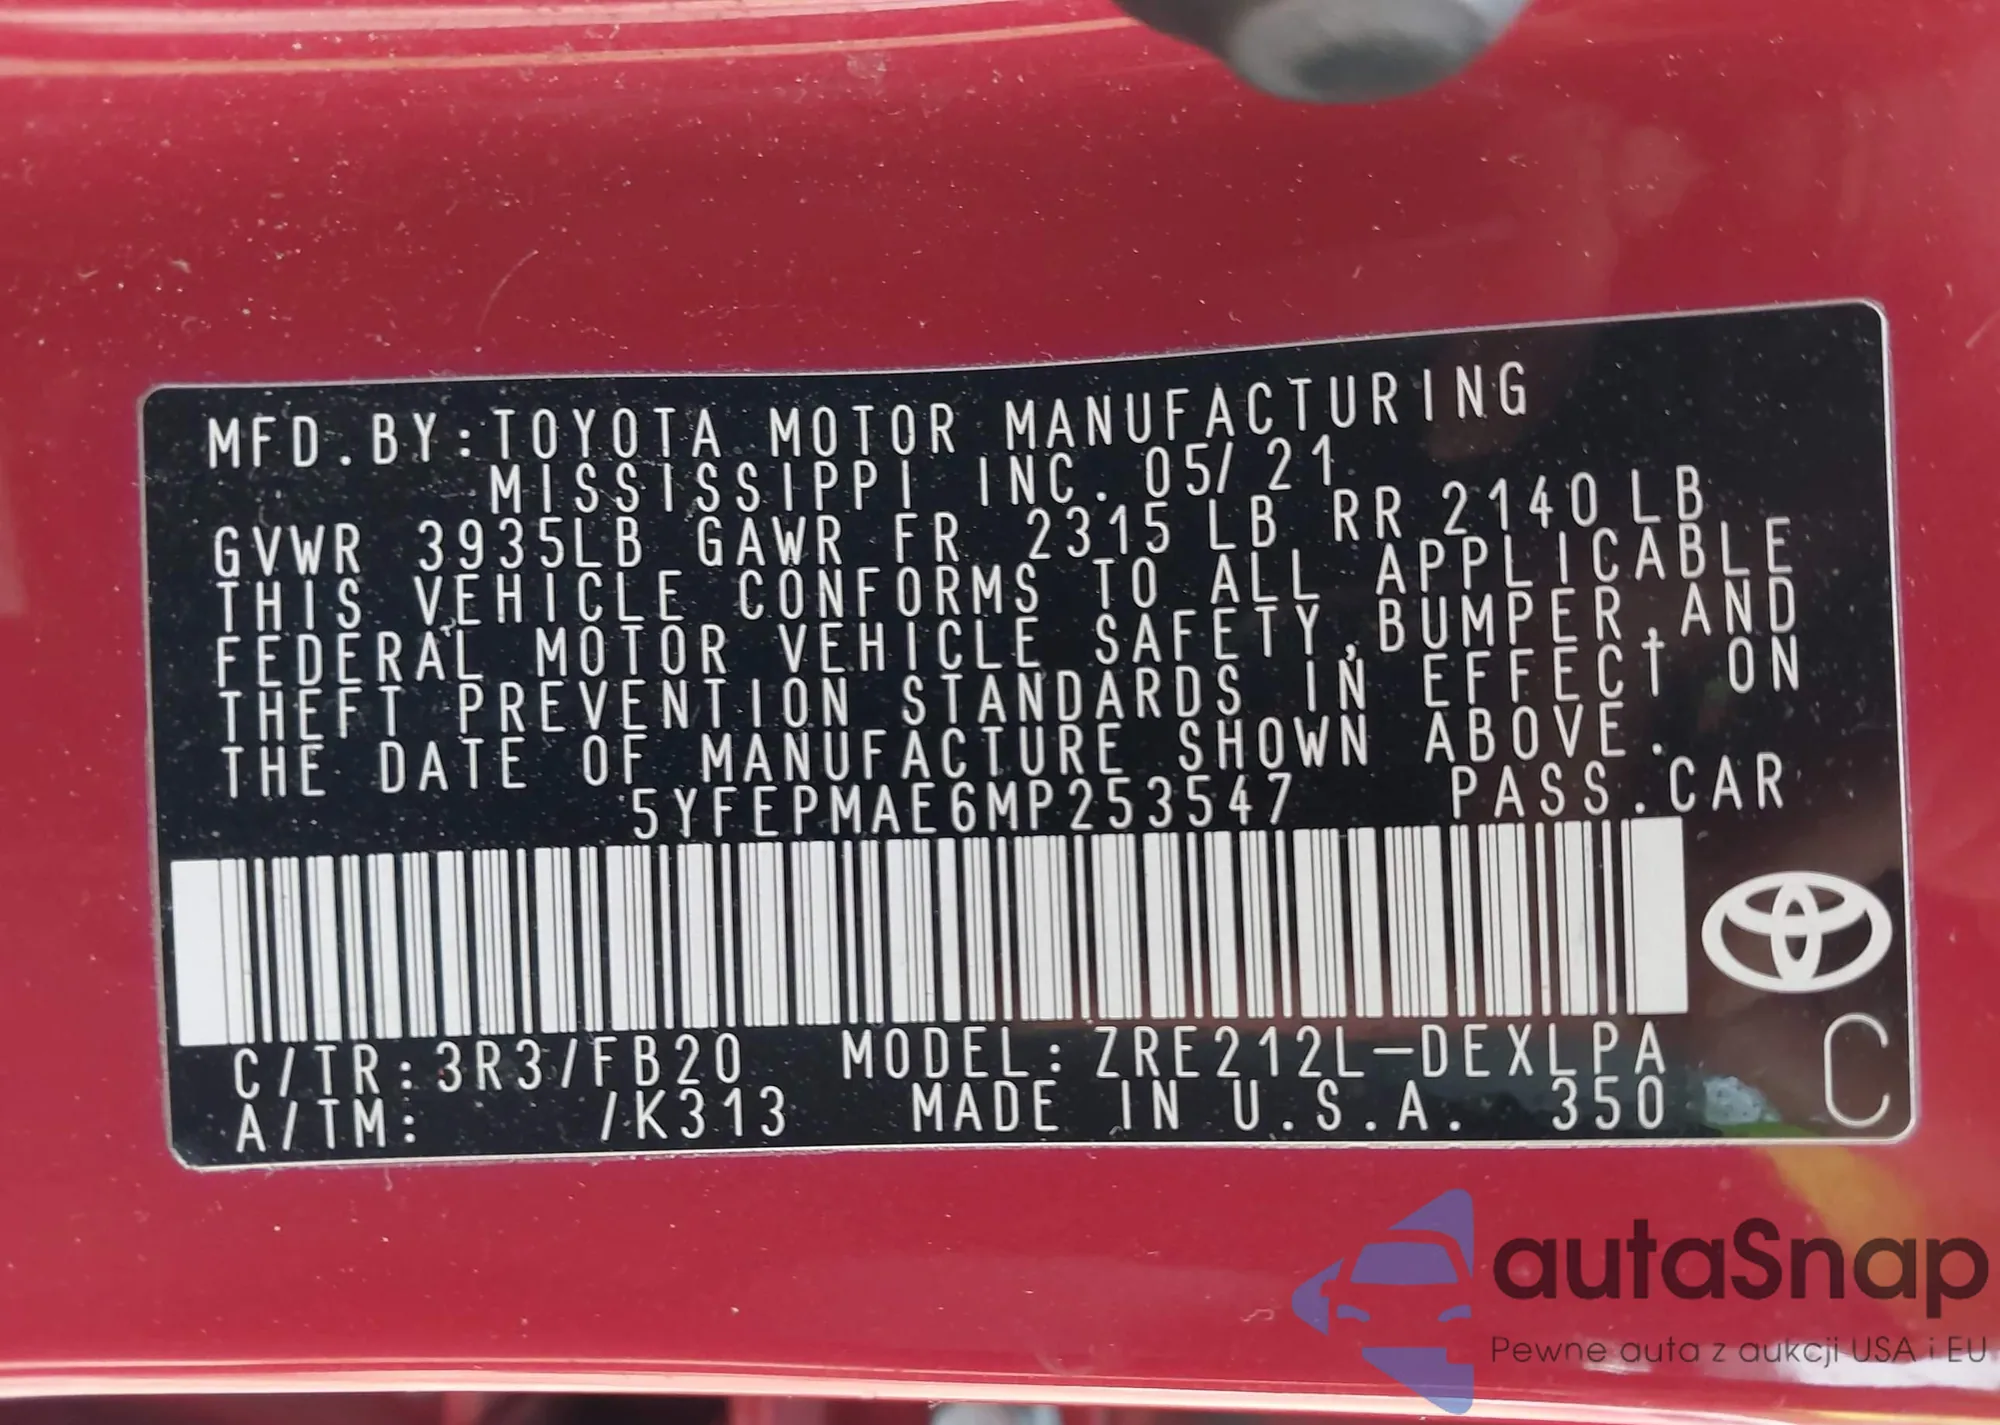 MFD.BY:TOYOTA MOTOR MANUFACTURING
MISSISSIPPI INC. 05/21
GVWR 3935LB GAWR FR 2315 LB RR 2140 LB
THIS VEHICLE CONFORMS TO ALL APPLICABLE
FEDERAL MOTOR VEHICLE SAFETY,BUMPER,AND
THEFT PREVENTION STANDARDS IN EFFECT ON
THE DATE OF MANUFACTURE SHOWN ABOVE.
5YFEPMAE6MP253547 PASS.CAR
C/TR:3R3/FB20 MODEL:ZRE212L-DEXLPA
A/TM: /K313 MADE IN U.S.A. 350
C
autaSnap
Pewne auta z aukcji USA i EU